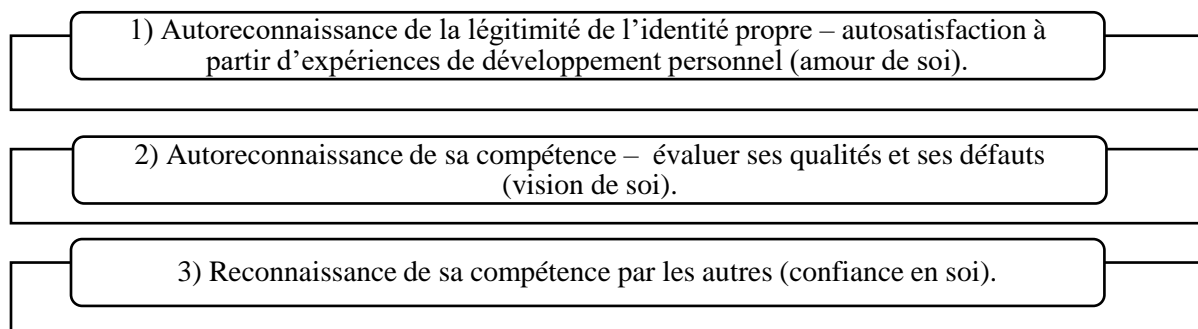 1) Autoreconnaissance de la légitimité de l’identité propre – autosatisfaction à
partir d’expériences de développement personnel (amour de soi).
2) Autoreconnaissance de sa compétence – évaluer ses qualités et ses défauts
(vision de soi).
3) Reconnaissance de sa compétence par les autres (confiance en soi).